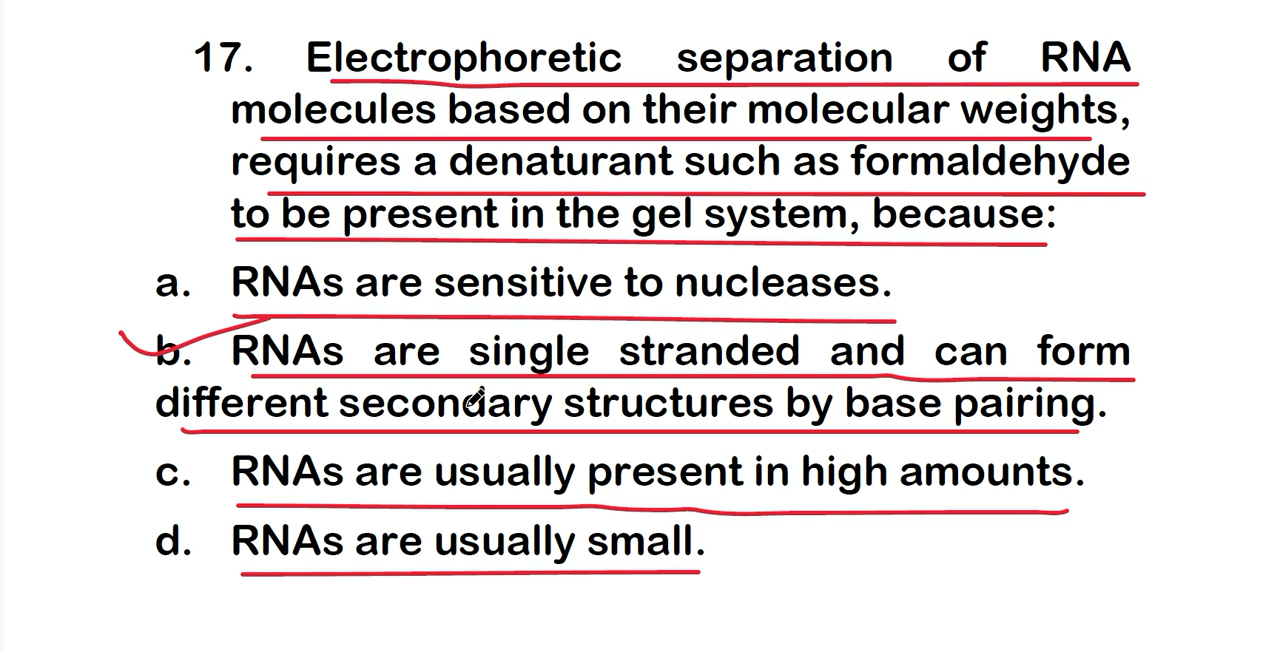 17. Electrophoretic separation of RNA
molecules based on their molecular weights,
requires a denaturant such as formaldehyde
to be present in the gel system, because:
a. RNAs are sensitive to nucleases.
b. RNAs are single stranded and can form
different secondary structures by base pairing.
c. RNAs are usually present in high amounts.
d. RNAs are usually small.